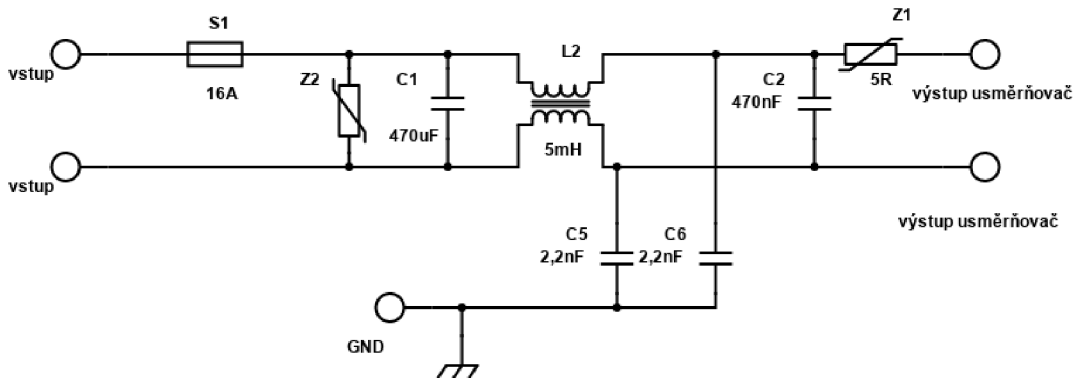 S1
Z1
vstup
16A
Z2
C1
470uF
L2
5mH
C2
470nF
5R
výstup usměrňovač
vstup
výstup usměrňovač
C5
2,2nF
C6
2,2nF
GND